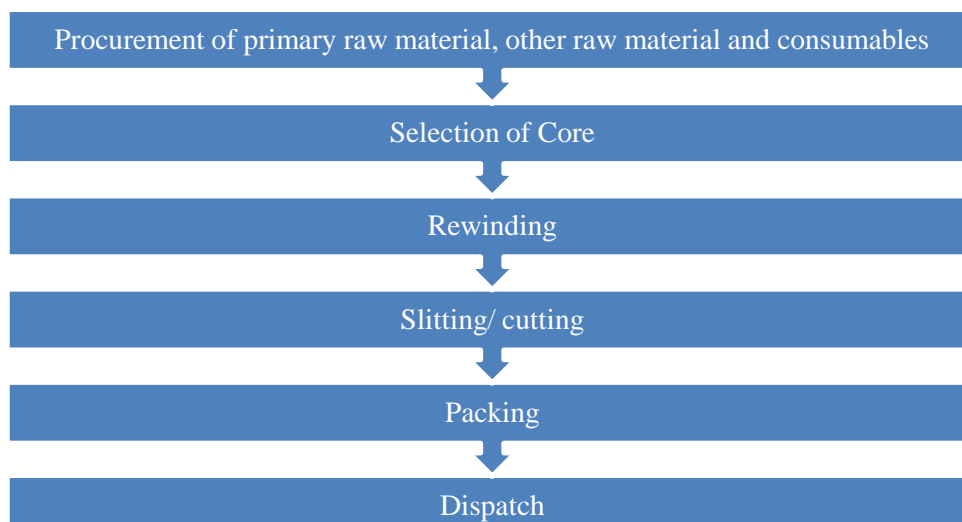 Procurement of primary raw material, other raw material and consumables
Selection of Core
Rewinding
Slitting/ cutting
Packing
Dispatch